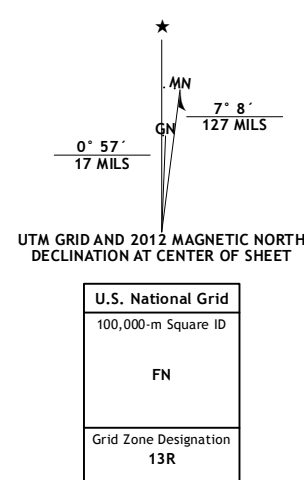 ★
MN
7° 8´
127 MILS
GN
0° 57´
17 MILS
UTM GRID AND 2012 MAGNETIC NORTH
DECLINATION AT CENTER OF SHEET
U.S. National Grid
100,000-m Square ID
FN
Grid Zone Designation
13R